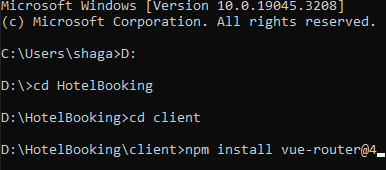 Microsoft Windows [Version 10.0.19045.3208]
(c) Microsoft Corporation. All rights reserved.
C:\Users\shaga>D:
D:\>cd HotelBooking
D:\HotelBooking>cd client
D:\HotelBooking\client>npm install vue-router@4